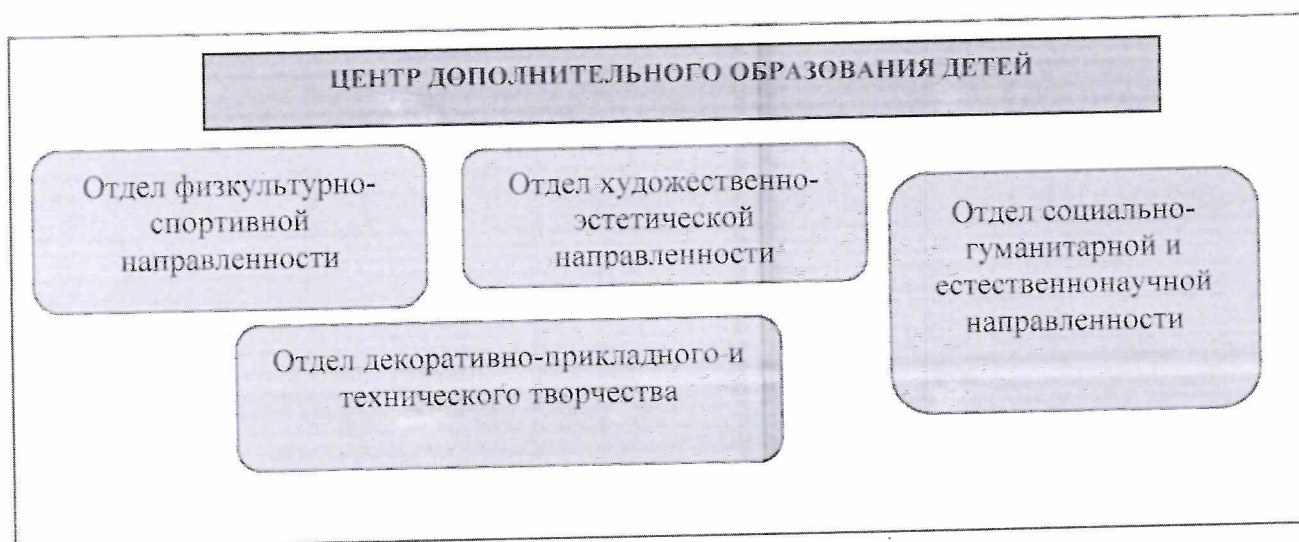 ЦЕНТР ДОПОЛНИТЕЛЬНОГО ОБРАЗОВАНИЯ ДЕТЕЙ
Отдел физкультурно-
спортивной
направленности
Отдел художественно-
эстетической
направленности
Отдел социально-
гуманитарной и
естественнонаучной
направленности
Отдел декоративно-прикладного и
технического творчества